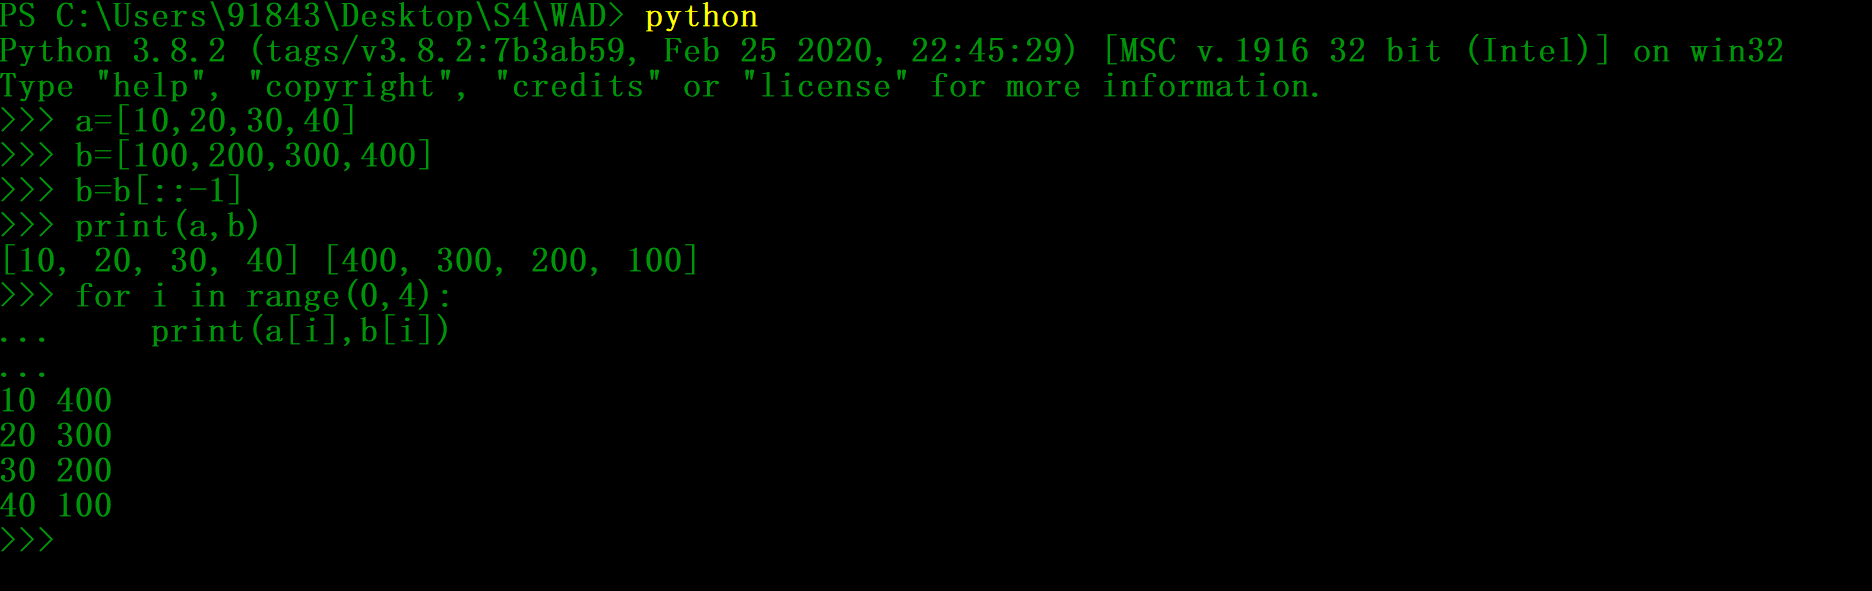 PS C:\Users\91843\Desktop\S4\WAD> python
Python 3.8.2 (tags/v3.8.2:7b3ab59, Feb 25 2020, 22:45:29) [MSC v.1916 32 bit (Intel)] on win32
Type "help", "copyright", "credits" or "license" for more information.
>>> a=[10,20,30,40]
>>> b=[100,200,300,400]
>>> b=b[::-1]
>>> print(a,b)
[10, 20, 30, 40] [400, 300, 200, 100]
>>> for i in range(0,4):
...     print(a[i],b[i])
...
10 400
20 300
30 200
40 100
>>>